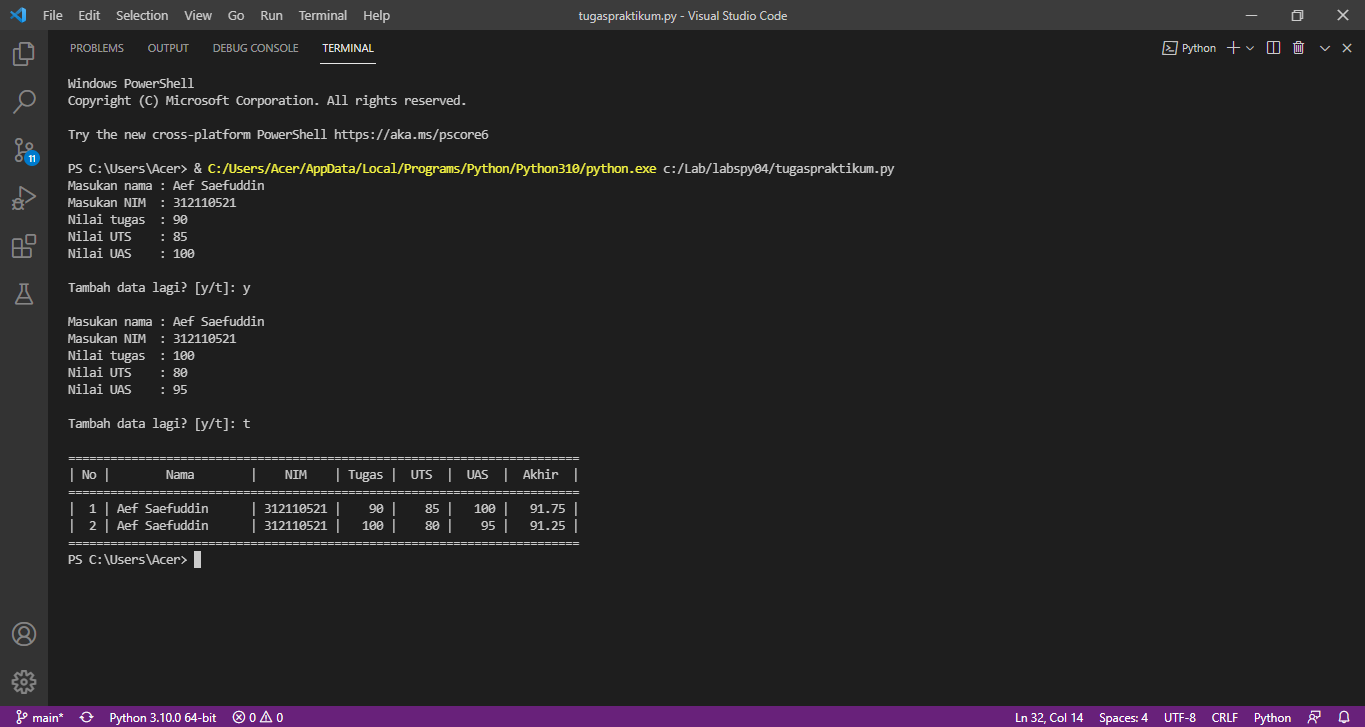 File Edit Selection View Go Run Terminal Help tugaspraktikum.py - Visual Studio Code
PROBLEMS OUTPUT DEBUG CONSOLE TERMINAL Python
Windows PowerShell
Copyright (C) Microsoft Corporation. All rights reserved.
Try the new cross-platform PowerShell https://aka.ms/pscore6
PS C:\Users\Acer> & C:/Users/Acer/AppData/Local/Programs/Python/Python310/python.exe c:/Lab/labspy04/tugaspraktikum.py
Masukan nama : Aef Saefuddin
Masukan NIM  : 312110521
Nilai tugas  : 90
Nilai UTS    : 85
Nilai UAS    : 100
Tambah data lagi? [y/t]: y
Masukan nama : Aef Saefuddin
Masukan NIM  : 312110521
Nilai tugas  : 100
Nilai UTS    : 80
Nilai UAS    : 95
Tambah data lagi? [y/t]: t
=========================================================================
| No |        Nama        |    NIM    | Tugas |  UTS  |  UAS  |  Akhir  |
=========================================================================
|  1 | Aef Saefuddin      | 312110521 |    90 |    85 |   100 |   91.75 |
|  2 | Aef Saefuddin      | 312110521 |   100 |    80 |    95 |   91.25 |
=========================================================================
PS C:\Users\Acer>
11
main* Python 3.10.0 64-bit 0 0 Ln 32, Col 14 Spaces: 4 UTF-8 CRLF Python